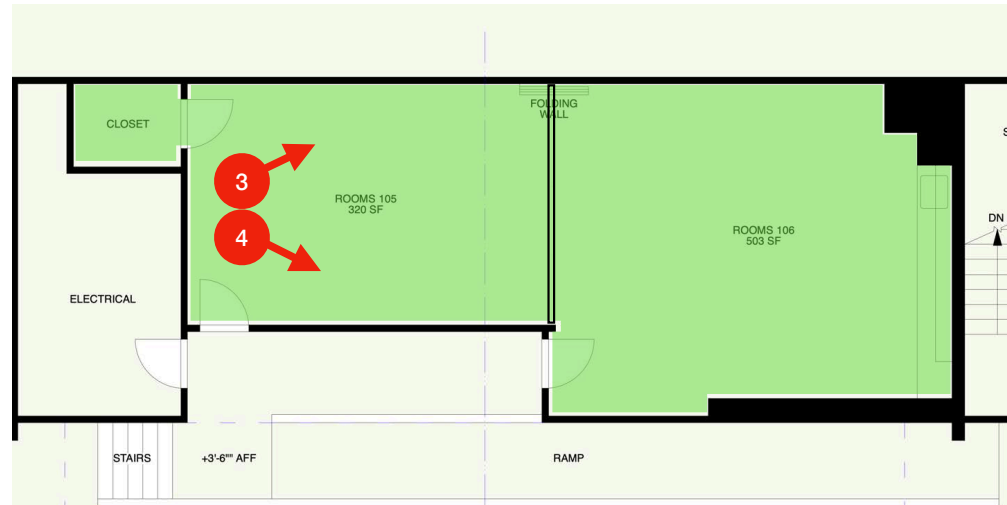 FOLDING
WALL
CLOSET
3
ROOMS 105
320 SF
4
ROOMS 106
503 SF
S
DN
ELECTRICAL
STAIRS
+3'-6"" AFF
RAMP